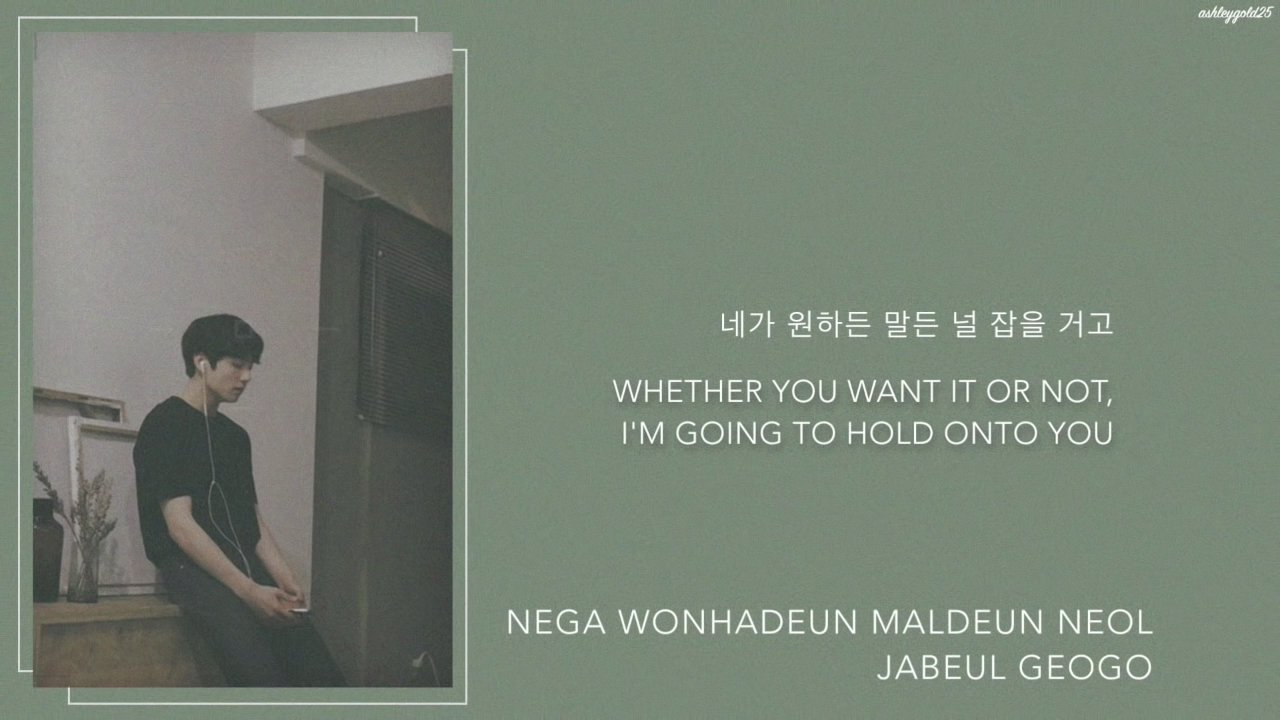 ashleygold25
네가 원하든 말든 널 잡을 거고
WHETHER YOU WANT IT OR NOT,
I'M GOING TO HOLD ONTO YOU
NEGA WONHADEUN MALDEUN NEOL
JABEUL GEOGO